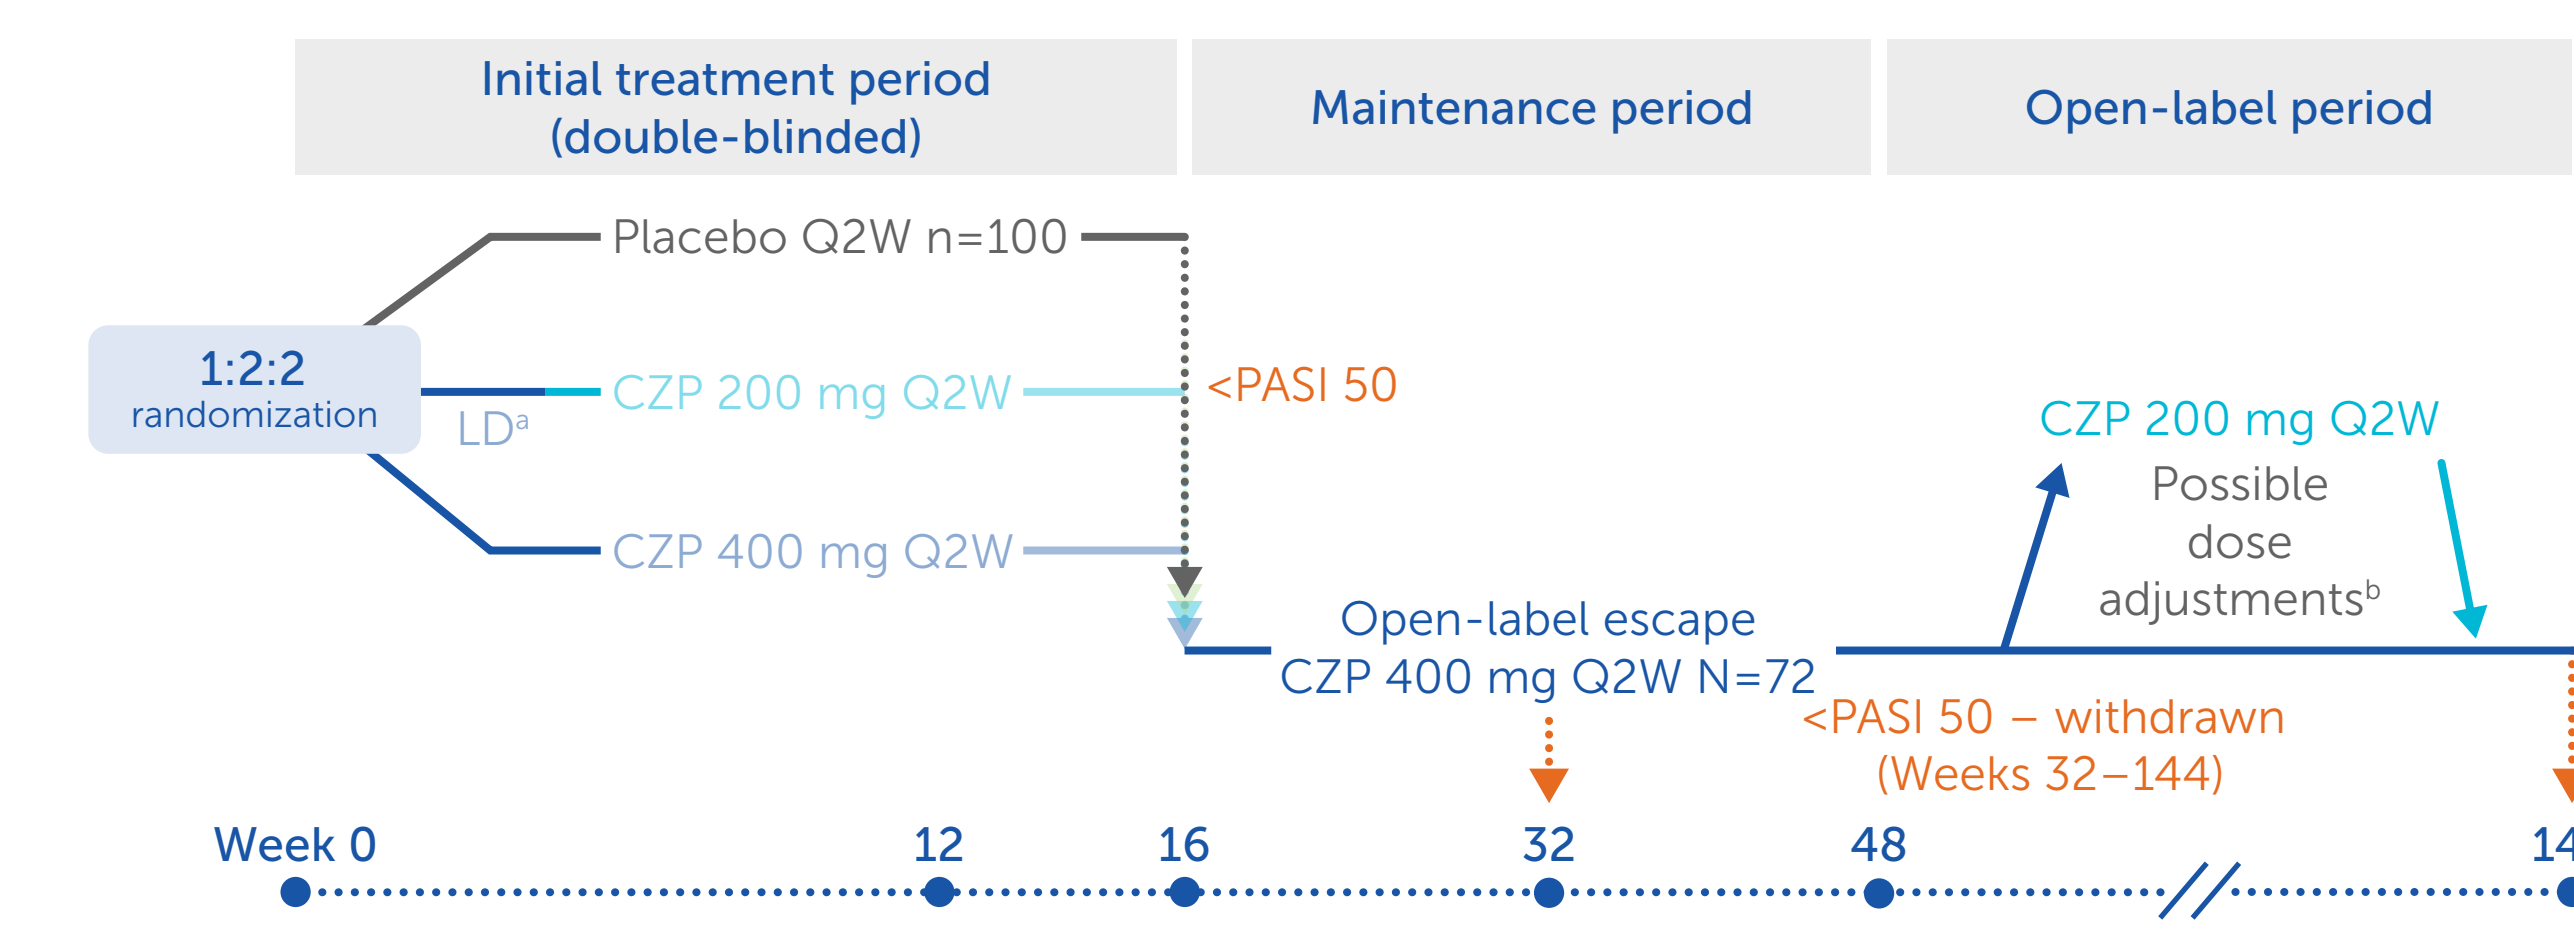 Initial treatment period
(double-blinded)
Maintenance period
Open-label period
Placebo Q2W n=100
1:2:2
randomization
LDᵃ
CZP 200 mg Q2W
<PASI 50
CZP 400 mg Q2W
CZP 200 mg Q2W
Possible
dose
adjustmentsᵇ
Open-label escape
CZP 400 mg Q2W N=72
<PASI 50 – withdrawn
(Weeks 32–144)
Week 0
12
16
32
48